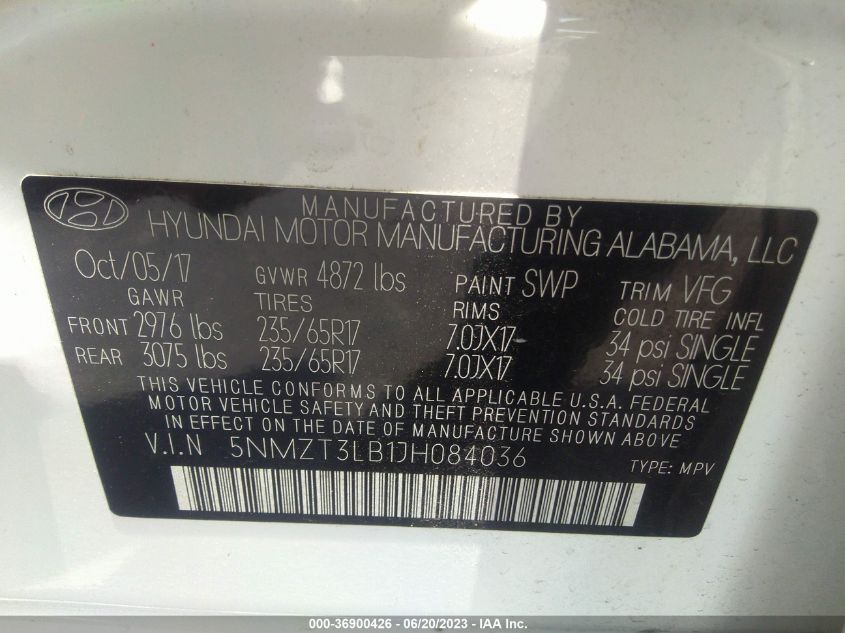 MANUFACTURED BY
HYUNDAI MOTOR MANUFACTURING ALABAMA, LLC
Oct/05/17 GVWR 4872 lbs PAINT SWP TRIM VFG
GAWR TIRES RIMS COLD TIRE INFL
FRONT 2976 lbs 235/65R17 7.0JX17 34 psi SINGLE
REAR 3075 lbs 235/65R17 7.0JX17 34 psi SINGLE
THIS VEHICLE CONFORMS TO ALL APPLICABLE U.S.A. FEDERAL
MOTOR VEHICLE SAFETY AND THEFT PREVENTION STANDARDS
IN EFFECT ON THE DATE OF MANUFACTURE SHOWN ABOVE
V.I.N 5NMZT3LB1JH084036 TYPE: MPV
000-36900426 - 06/20/2023 - IAA Inc.